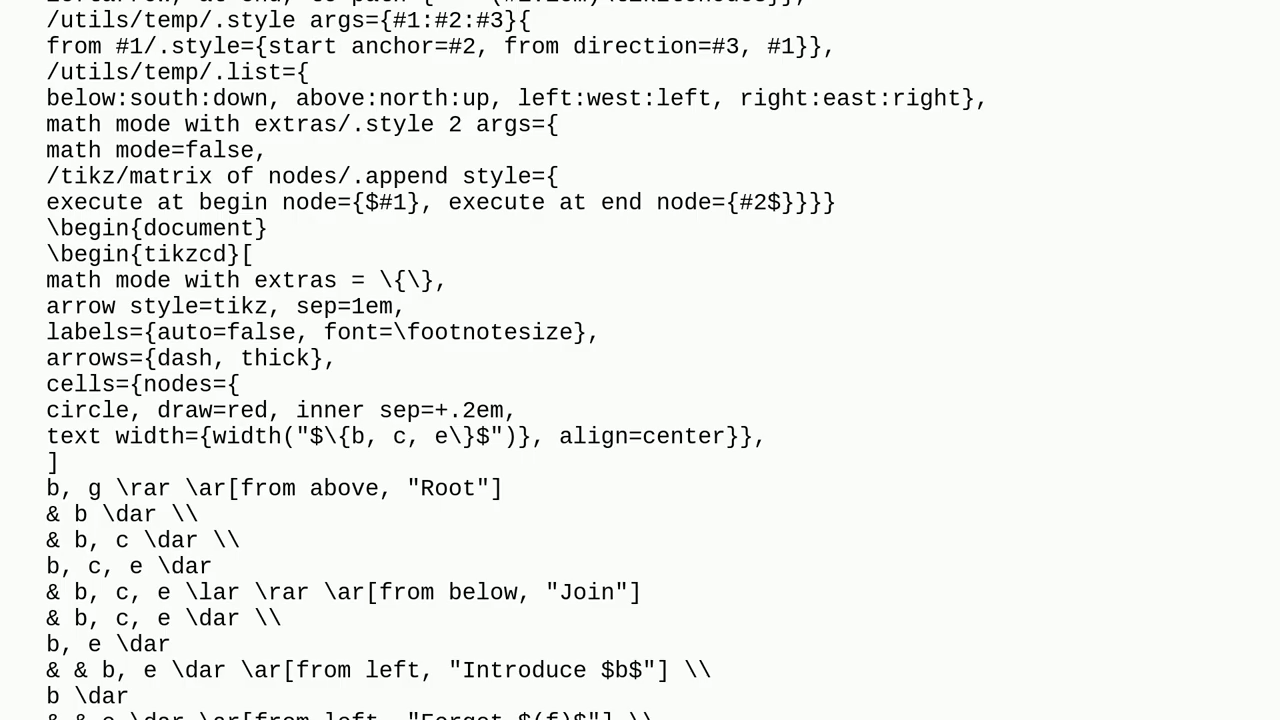 /utils/temp/.style args={#1:#2:#3}{
from #1/.style={start anchor=#2, from direction=#3, #1}},
/utils/temp/.list={
below:south:down, above:north:up, left:west:left, right:east:right},
math mode with extras/.style 2 args={
math mode=false,
/tikz/matrix of nodes/.append style={
execute at begin node={$#1}, execute at end node={#2$}}}}
\begin{document}
\begin{tikzcd}[
math mode with extras = \{\},
arrow style=tikz, sep=1em,
labels={auto=false, font=\footnotesize},
arrows={dash, thick},
cells={nodes={
circle, draw=red, inner sep=+.2em,
text width={width("$\{b, c, e\}$")}, align=center}},
]
b, g \rar \ar[from above, "Root"]
& b \dar \\
& b, c \dar \\
b, c, e \dar
& b, c, e \lar \rar \ar[from below, "Join"]
& b, c, e \dar \\
b, e \dar
& & b, e \dar \ar[from left, "Introduce $b$"] \\
b \dar